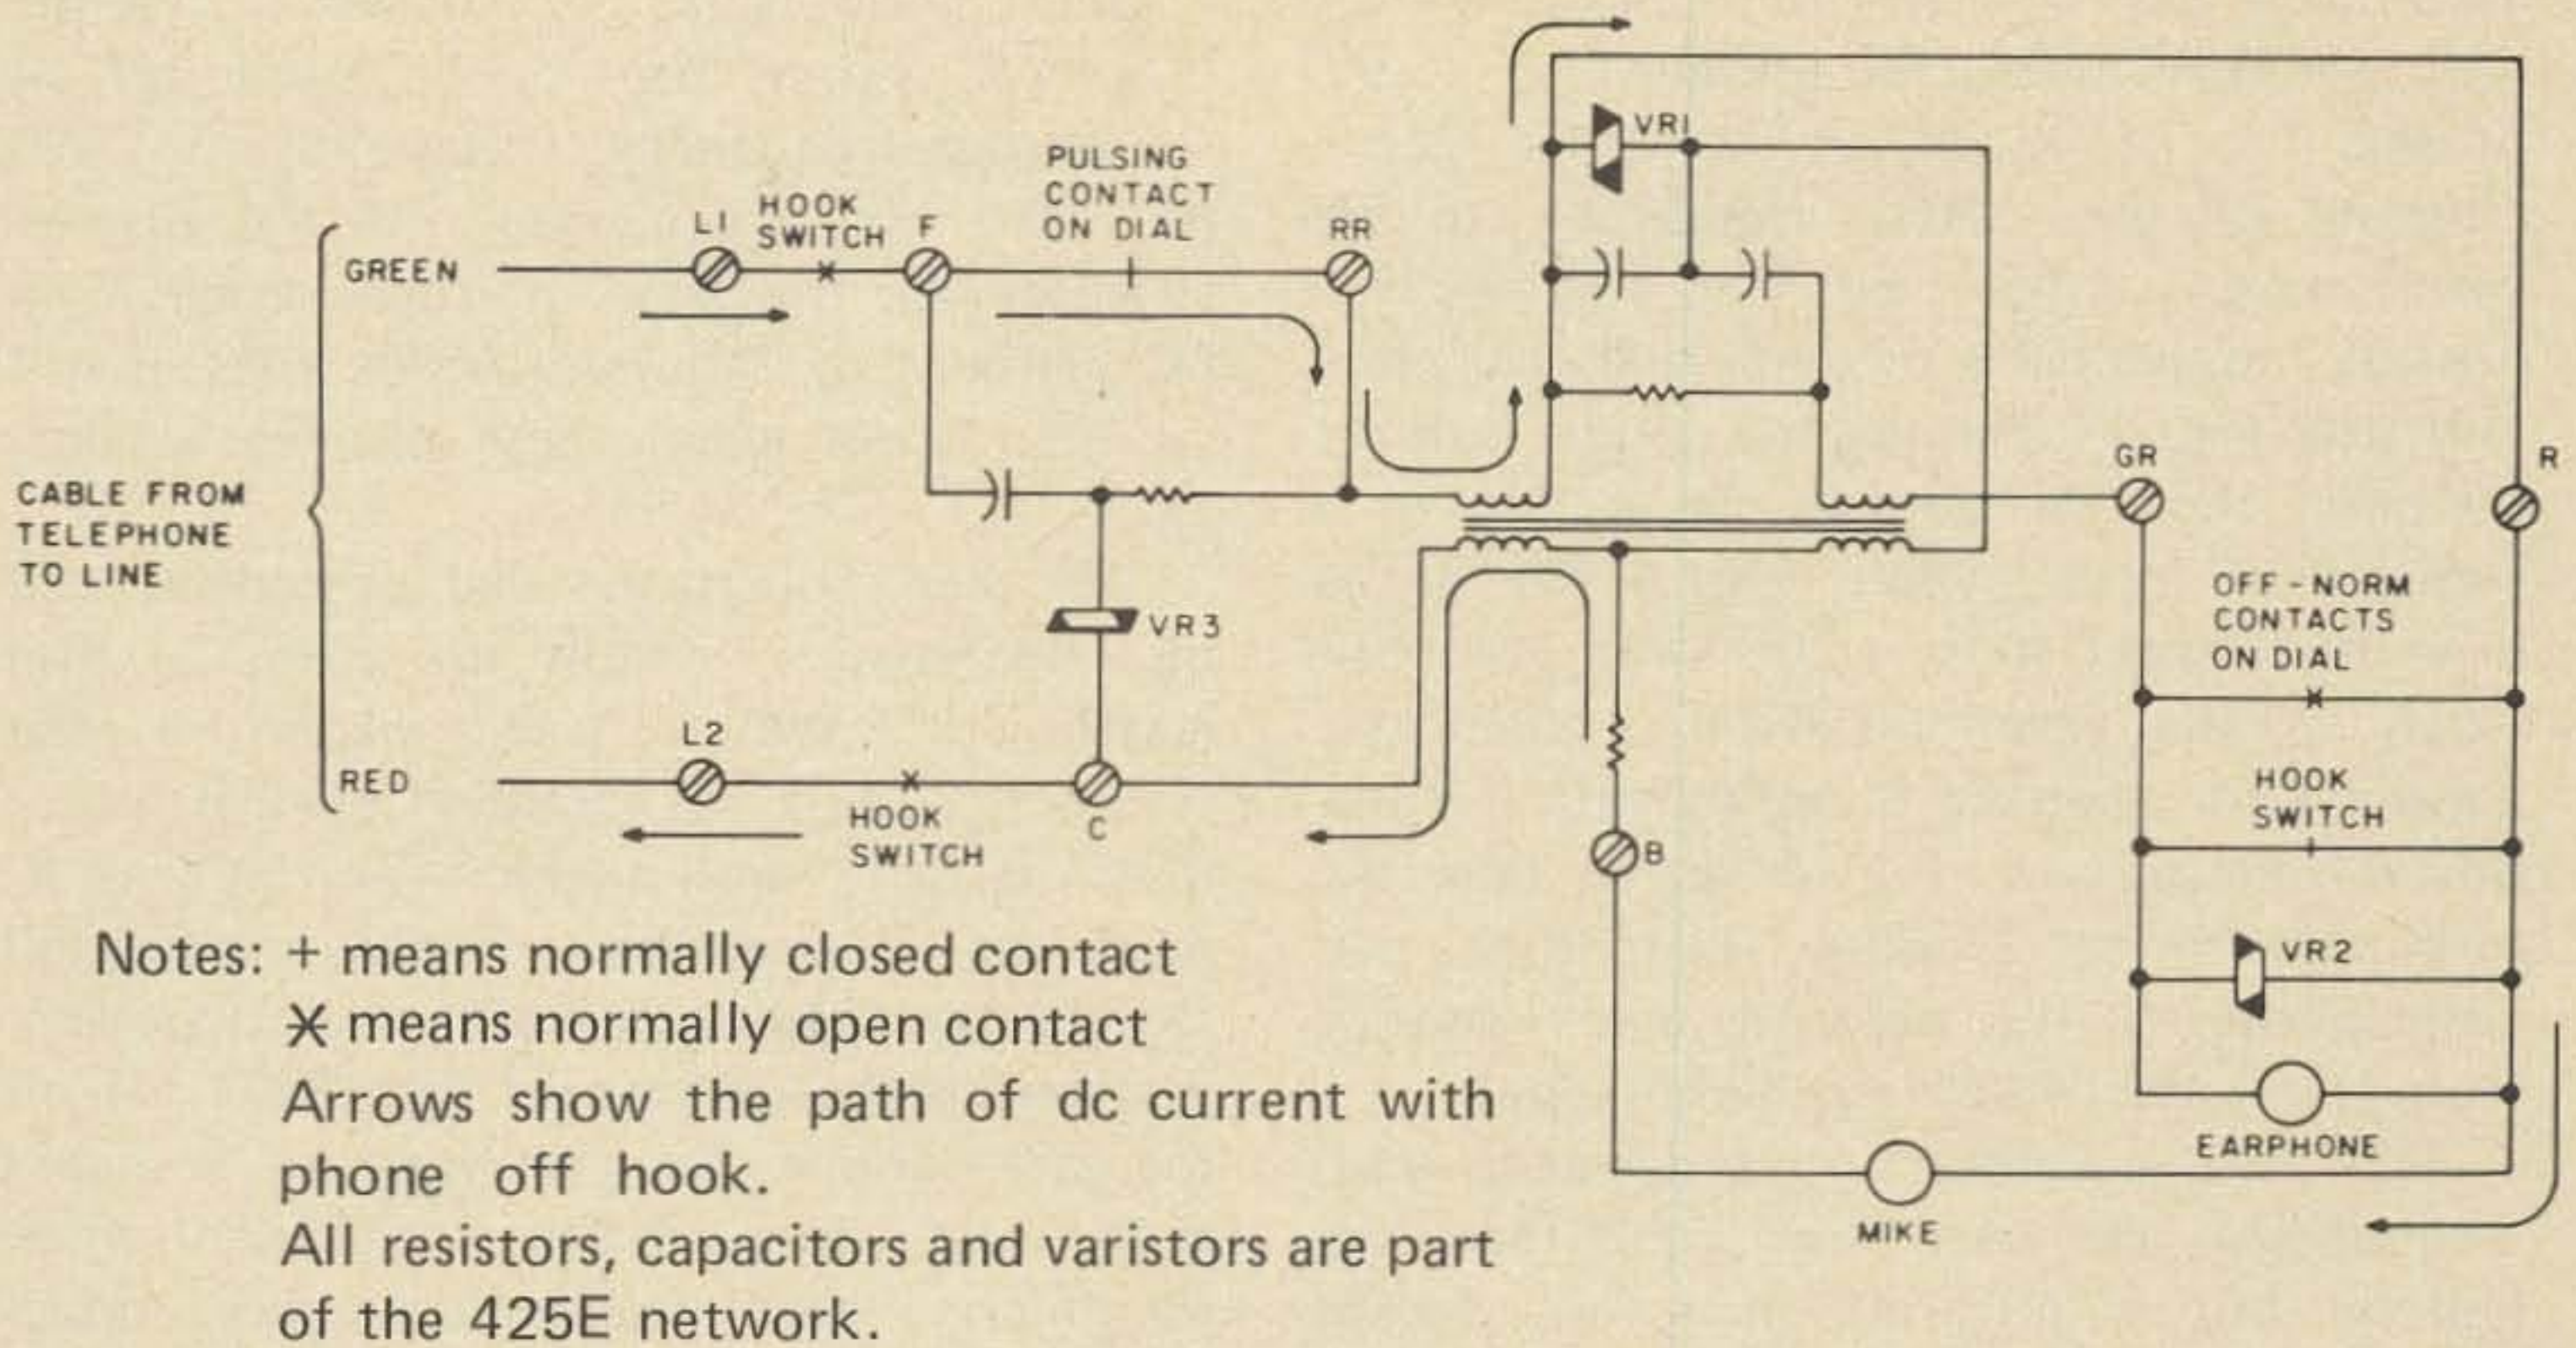 PULSING
CONTACT
ON DIAL
VR1
L1
HOOK
SWITCH
F
RR
GREEN
GR
R
CABLE FROM
TELEPHONE
TO LINE
VR3
OFF-NORM
CONTACTS
ON DIAL
L2
RED
HOOK
SWITCH
C
HOOK
SWITCH
B
VR2
EARPHONE
MIKE
Notes: + means normally closed contact
X means normally open contact
Arrows show the path of dc current with
phone off hook.
All resistors, capacitors and varistors are part
of the 425E network.